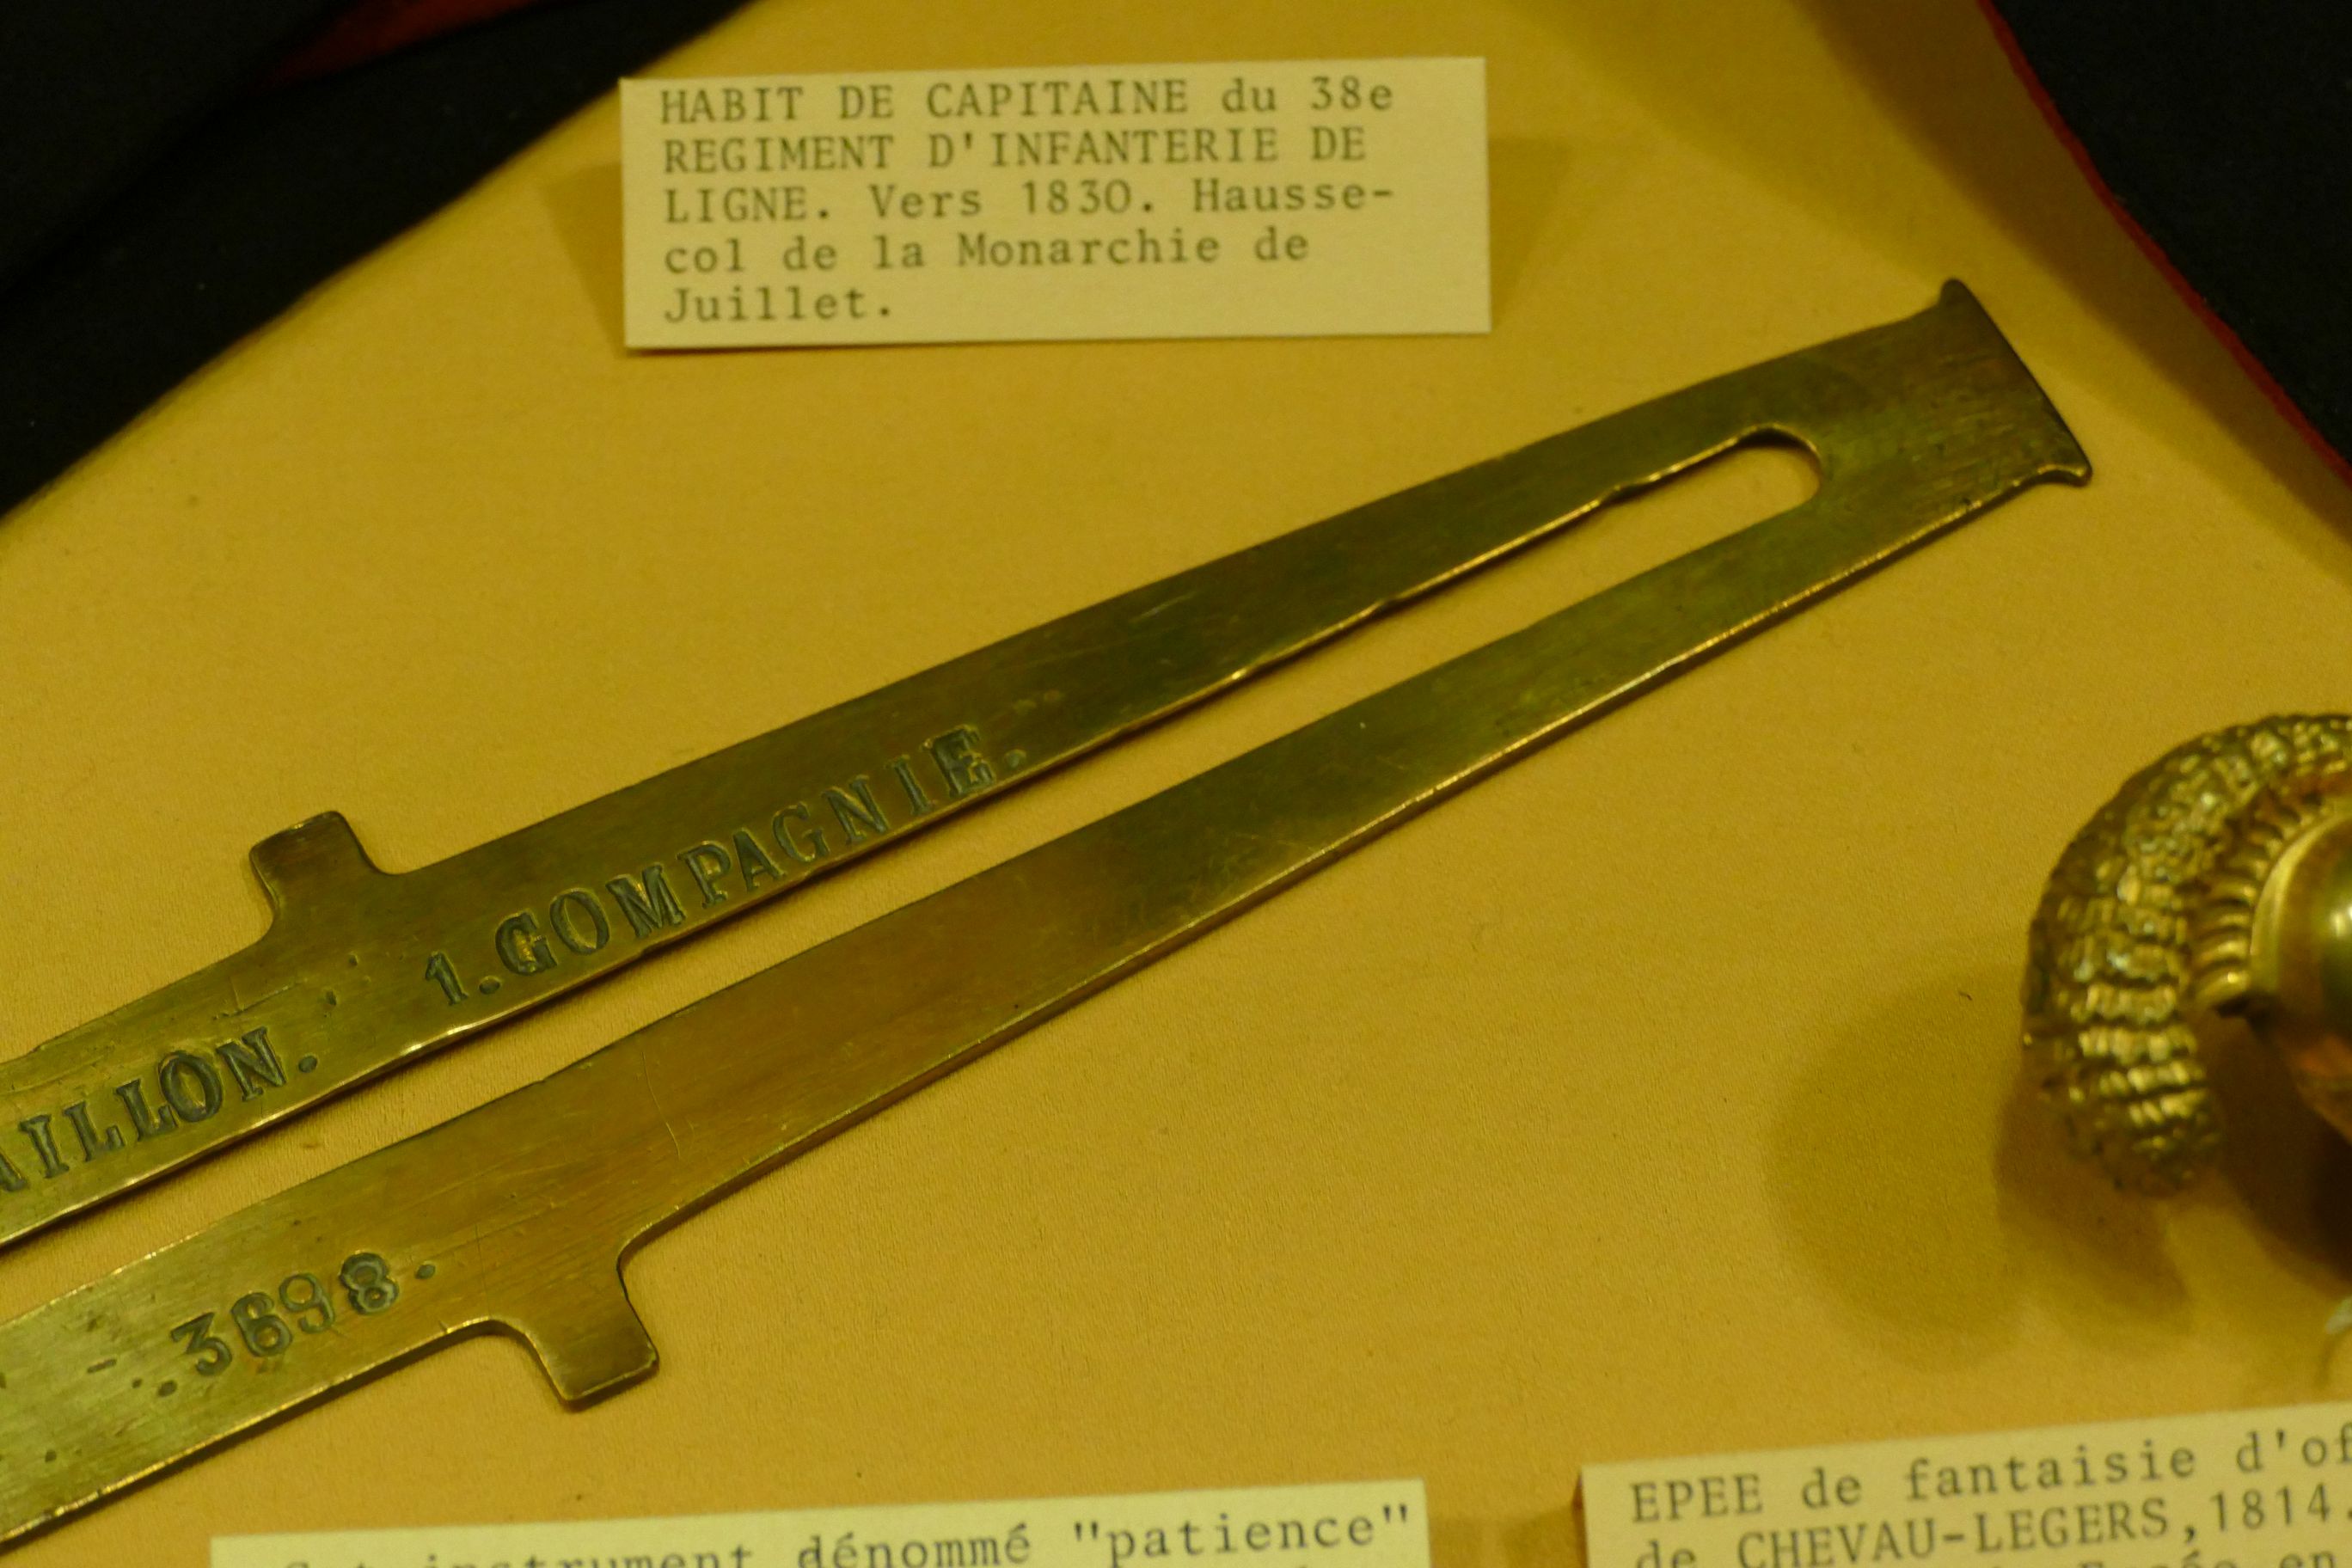 HABIT DE CAPITAINE du 38e
REGIMENT D'INFANTERIE DE
LIGNE. Vers 1830. Hausse-
col de la Monarchie de
Juillet.
1.COMPAGNIE.
AILLON.
.3698.
instrument dénommé "patience"
EPEE de fantaisie d'of
de CHEVAU-LEGERS,1814.